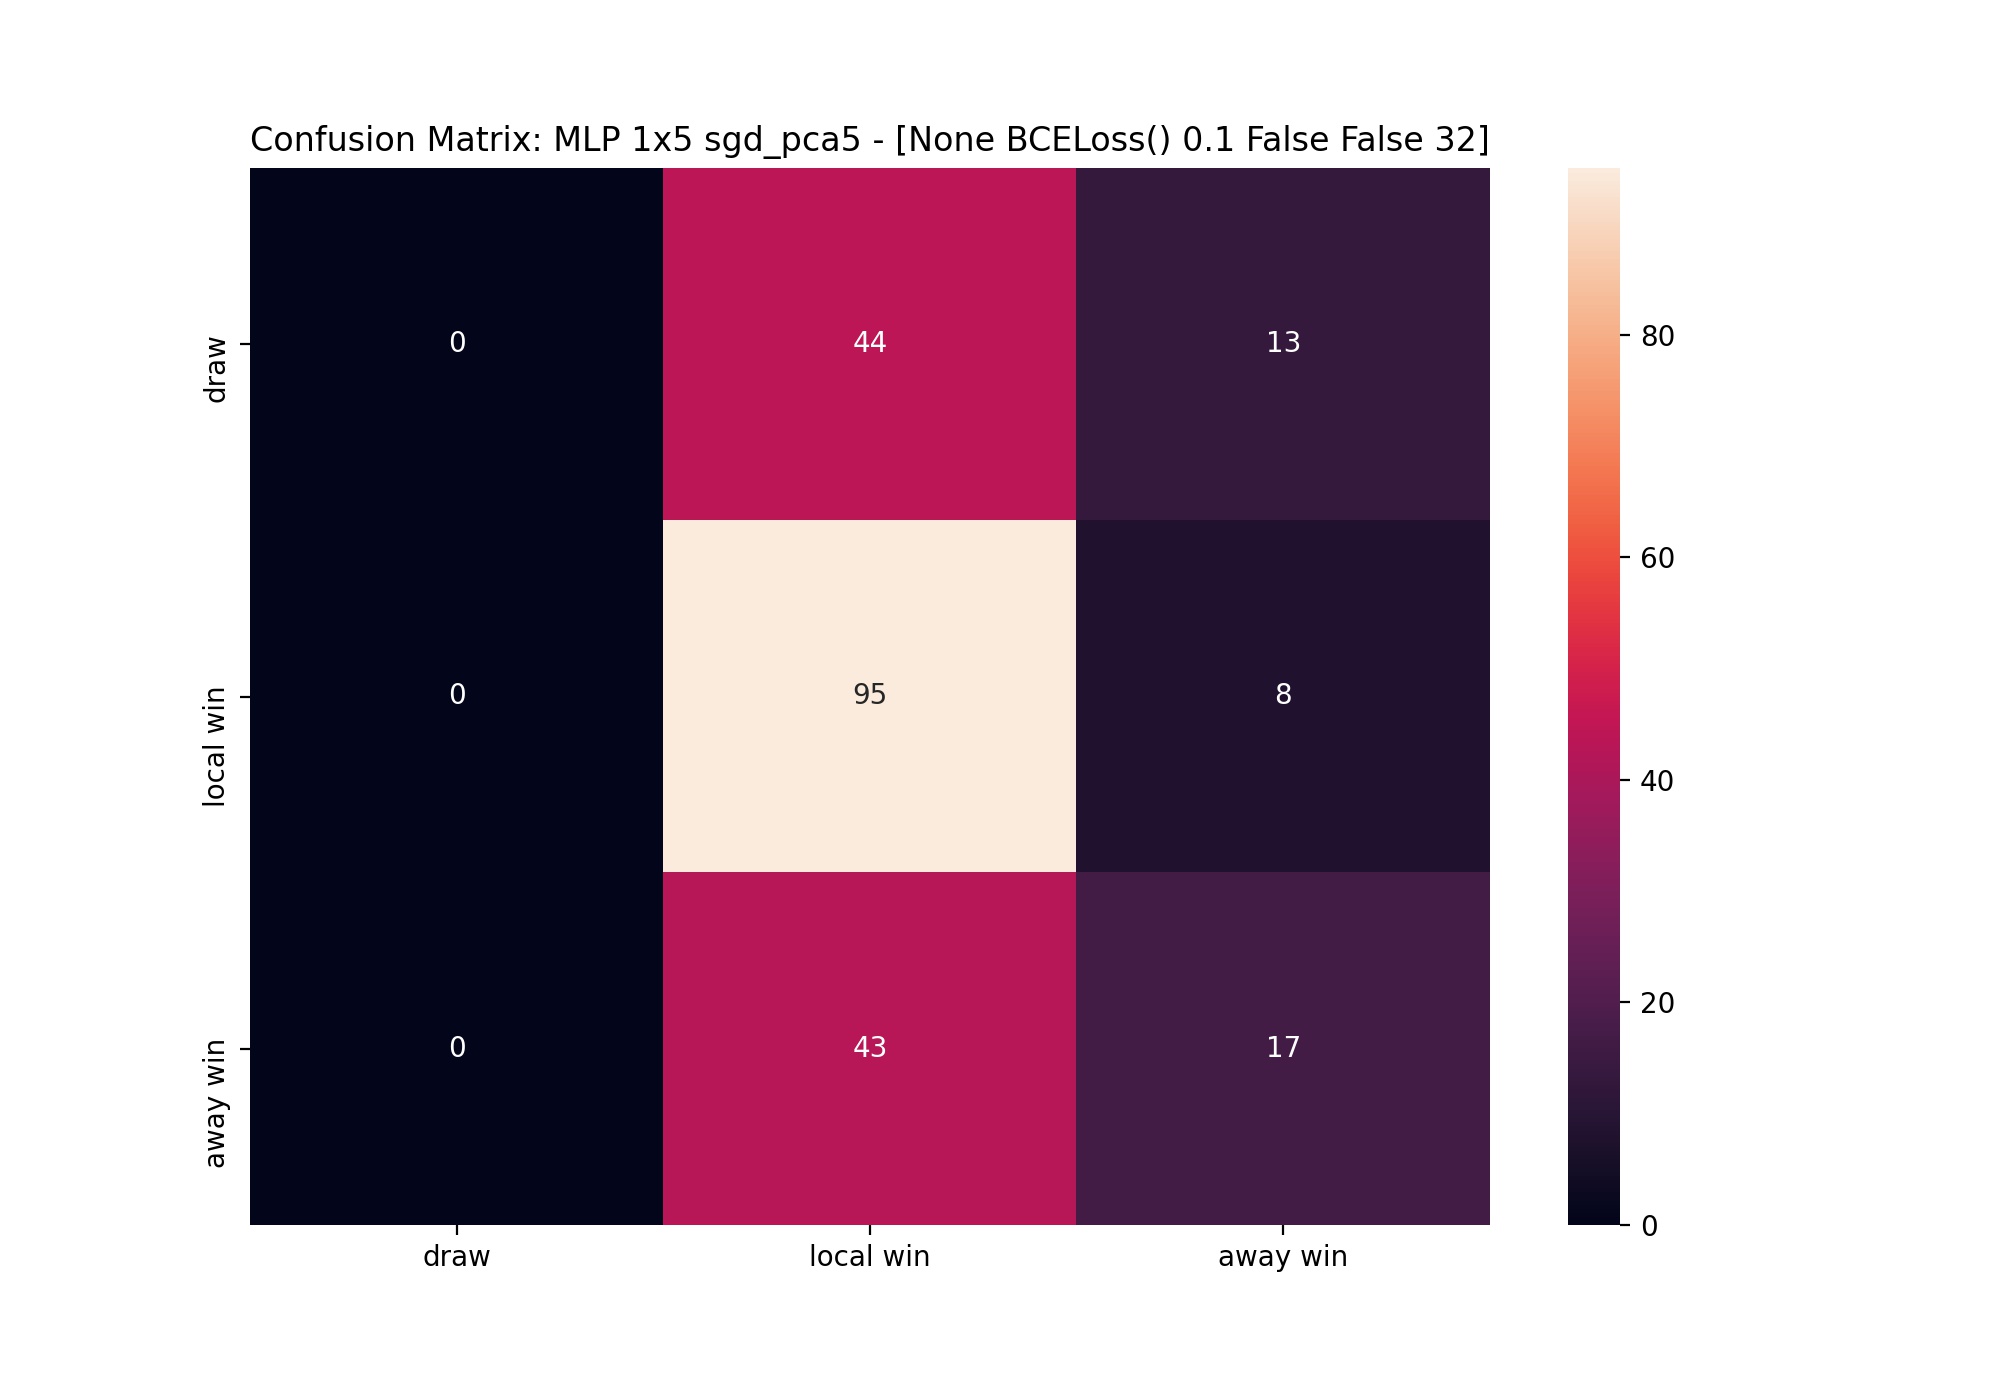 Confusion Matrix: MLP 1x5 sgd_pca5 - [None BCELoss() 0.1 False False 32]
draw
0
44
13
local win
0
95
8
away win
0
43
17
draw
local win
away win
80
60
40
20
0